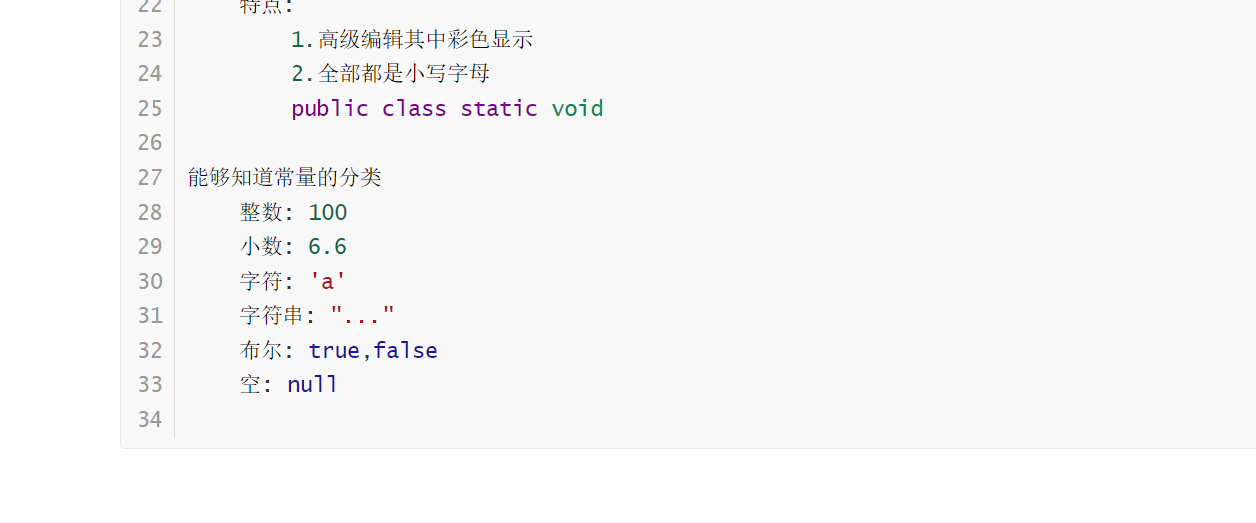 22 特点:
23 1.高级编辑其中彩色显示
24 2.全部都是小写字母
25 public class static void
26
27 能够知道常量的分类
28 整数: 100
29 小数: 6.6
30 字符: 'a'
31 字符串: "..."
32 布尔: true,false
33 空: null
34